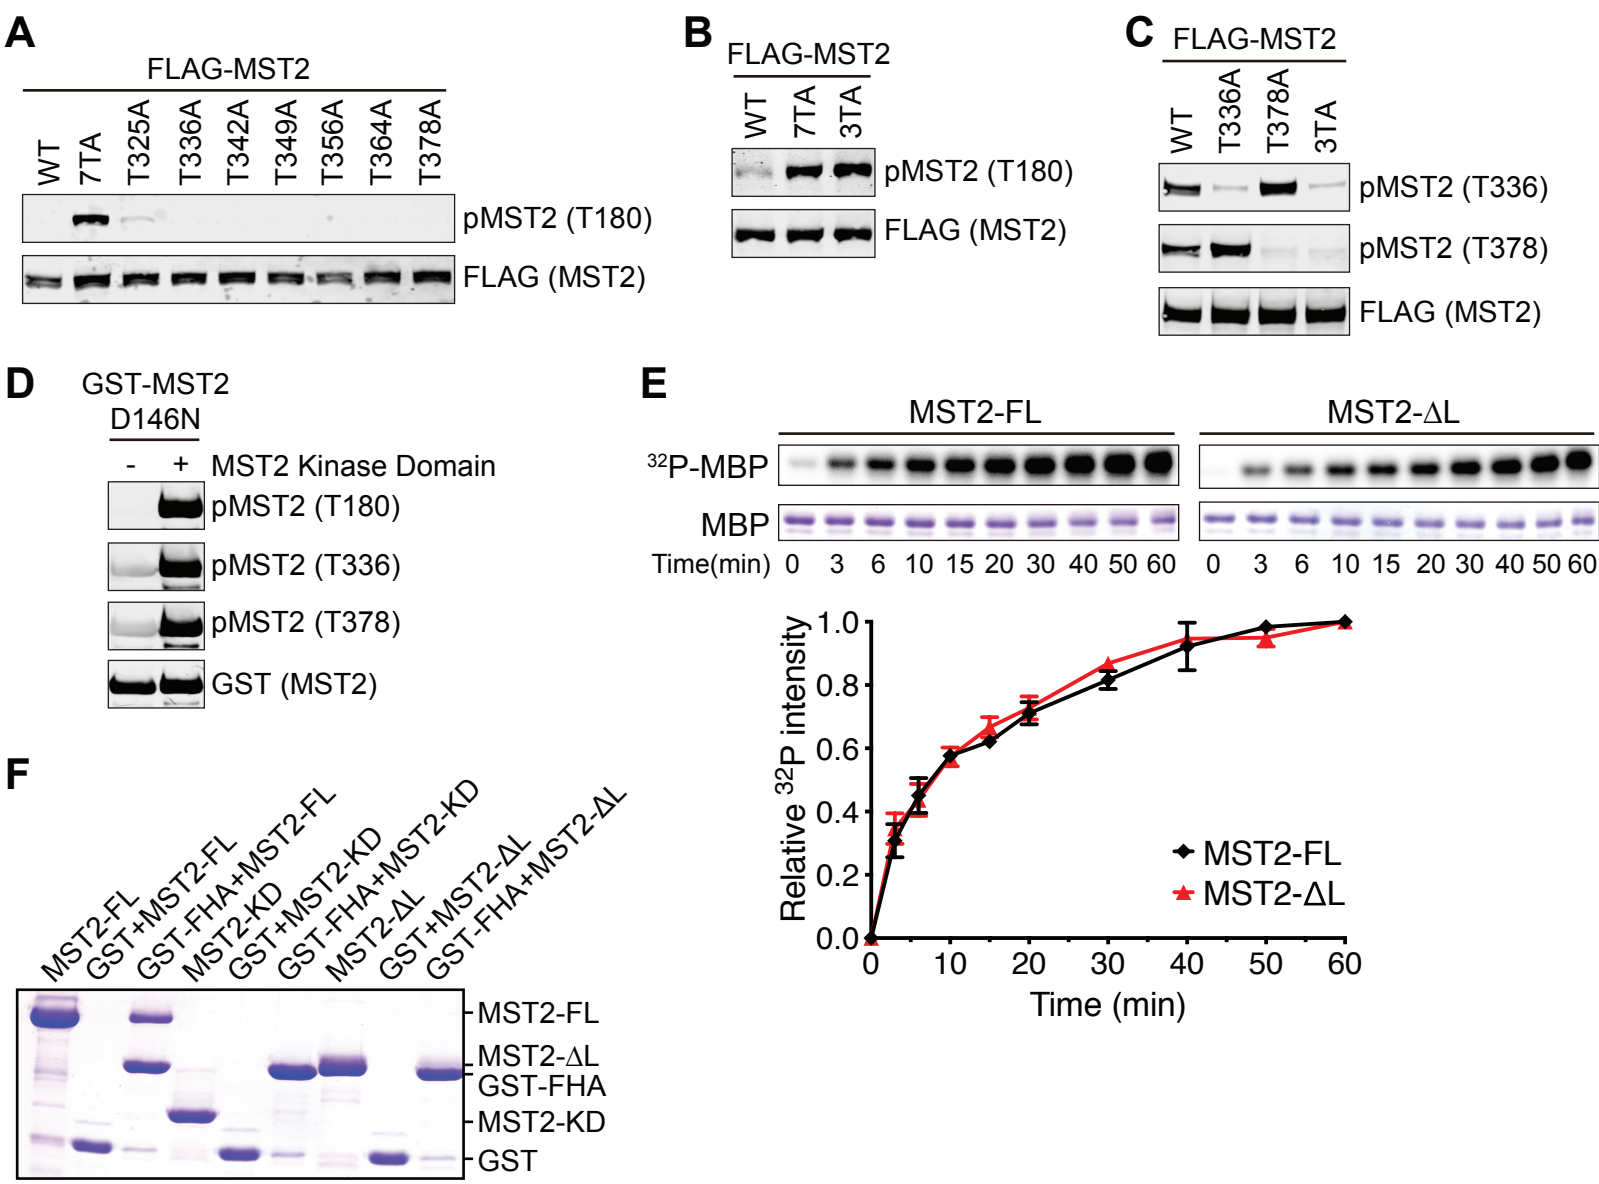 A
FLAG-MST2
WT
7TA
T325A
T336A
T342A
T349A
T356A
T364A
T378A
pMST2 (T180)
FLAG (MST2)
B
FLAG-MST2
WT
7TA
3TA
pMST2 (T180)
FLAG (MST2)
C
FLAG-MST2
WT
T336A
T378A
3TA
pMST2 (T336)
pMST2 (T378)
FLAG (MST2)
D
GST-MST2
D146N
- + MST2 Kinase Domain
pMST2 (T180)
pMST2 (T336)
pMST2 (T378)
GST (MST2)
E
MST2-FL
MST2-ΔL
³²P-MBP
MBP
Time(min) 0 3 6 10 15 20 30 40 50 60 0 3 6 10 15 20 30 40 50 60
Relative ³²P intensity
1.0
0.8
0.6
0.4
0.2
0.0
MST2-FL
MST2-ΔL
0 10 20 30 40 50 60
Time (min)
F
MST2-FL
GST+MST2-FL
GST-FHA+MST2-FL
MST2-KD
GST+MST2-KD
GST-FHA+MST2-KD
MST2-ΔL
GST+MST2-ΔL
GST-FHA+MST2-ΔL
MST2-FL
MST2-ΔL
GST-FHA
MST2-KD
GST